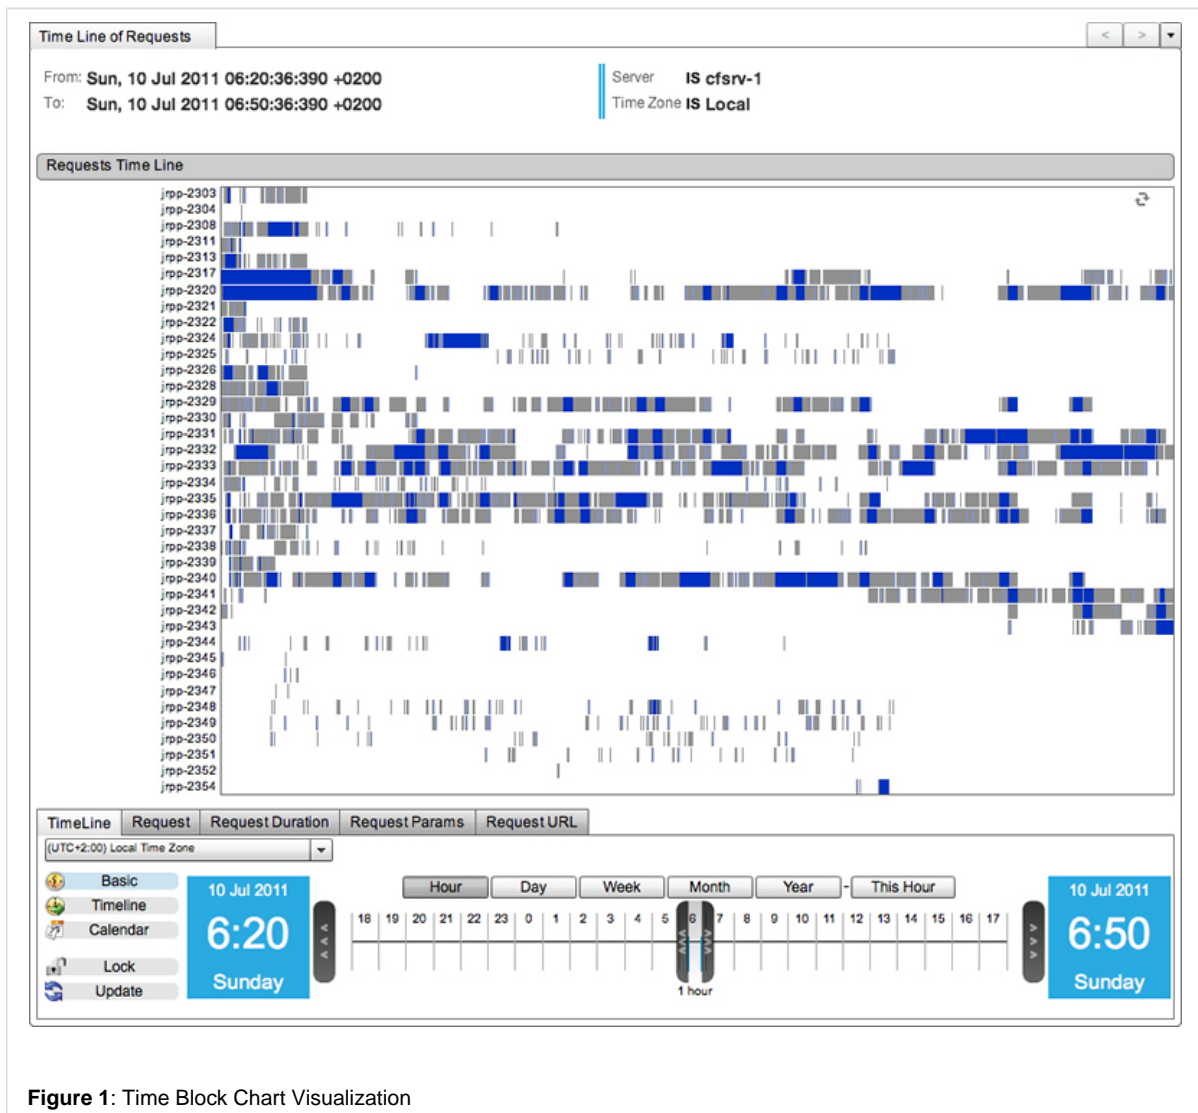 Time Line of Requests < >
From: Sun, 10 Jul 2011 06:20:36:390 +0200 Server IS cfsrv-1
To: Sun, 10 Jul 2011 06:50:36:390 +0200 Time Zone IS Local
Requests Time Line
jrpp-2303
jrpp-2304
jrpp-2308
jrpp-2311
jrpp-2313
jrpp-2317
jrpp-2320
jrpp-2321
jrpp-2322
jrpp-2324
jrpp-2325
jrpp-2326
jrpp-2328
jrpp-2329
jrpp-2330
jrpp-2331
jrpp-2332
jrpp-2333
jrpp-2334
jrpp-2335
jrpp-2336
jrpp-2337
jrpp-2338
jrpp-2339
jrpp-2340
jrpp-2341
jrpp-2342
jrpp-2343
jrpp-2344
jrpp-2345
jrpp-2346
jrpp-2347
jrpp-2348
jrpp-2349
jrpp-2350
jrpp-2351
jrpp-2352
jrpp-2354
TimeLine Request Request Duration Request Params Request URL
(UTC+2:00) Local Time Zone
Basic
Timeline
Calendar
Lock
Update
10 Jul 2011
6:20
Sunday
Hour Day Week Month Year - This Hour
18 19 20 21 22 23 0 1 2 3 4 5 6 7 8 9 10 11 12 13 14 15 16 17
1 hour
10 Jul 2011
6:50
Sunday
Figure 1: Time Block Chart Visualization